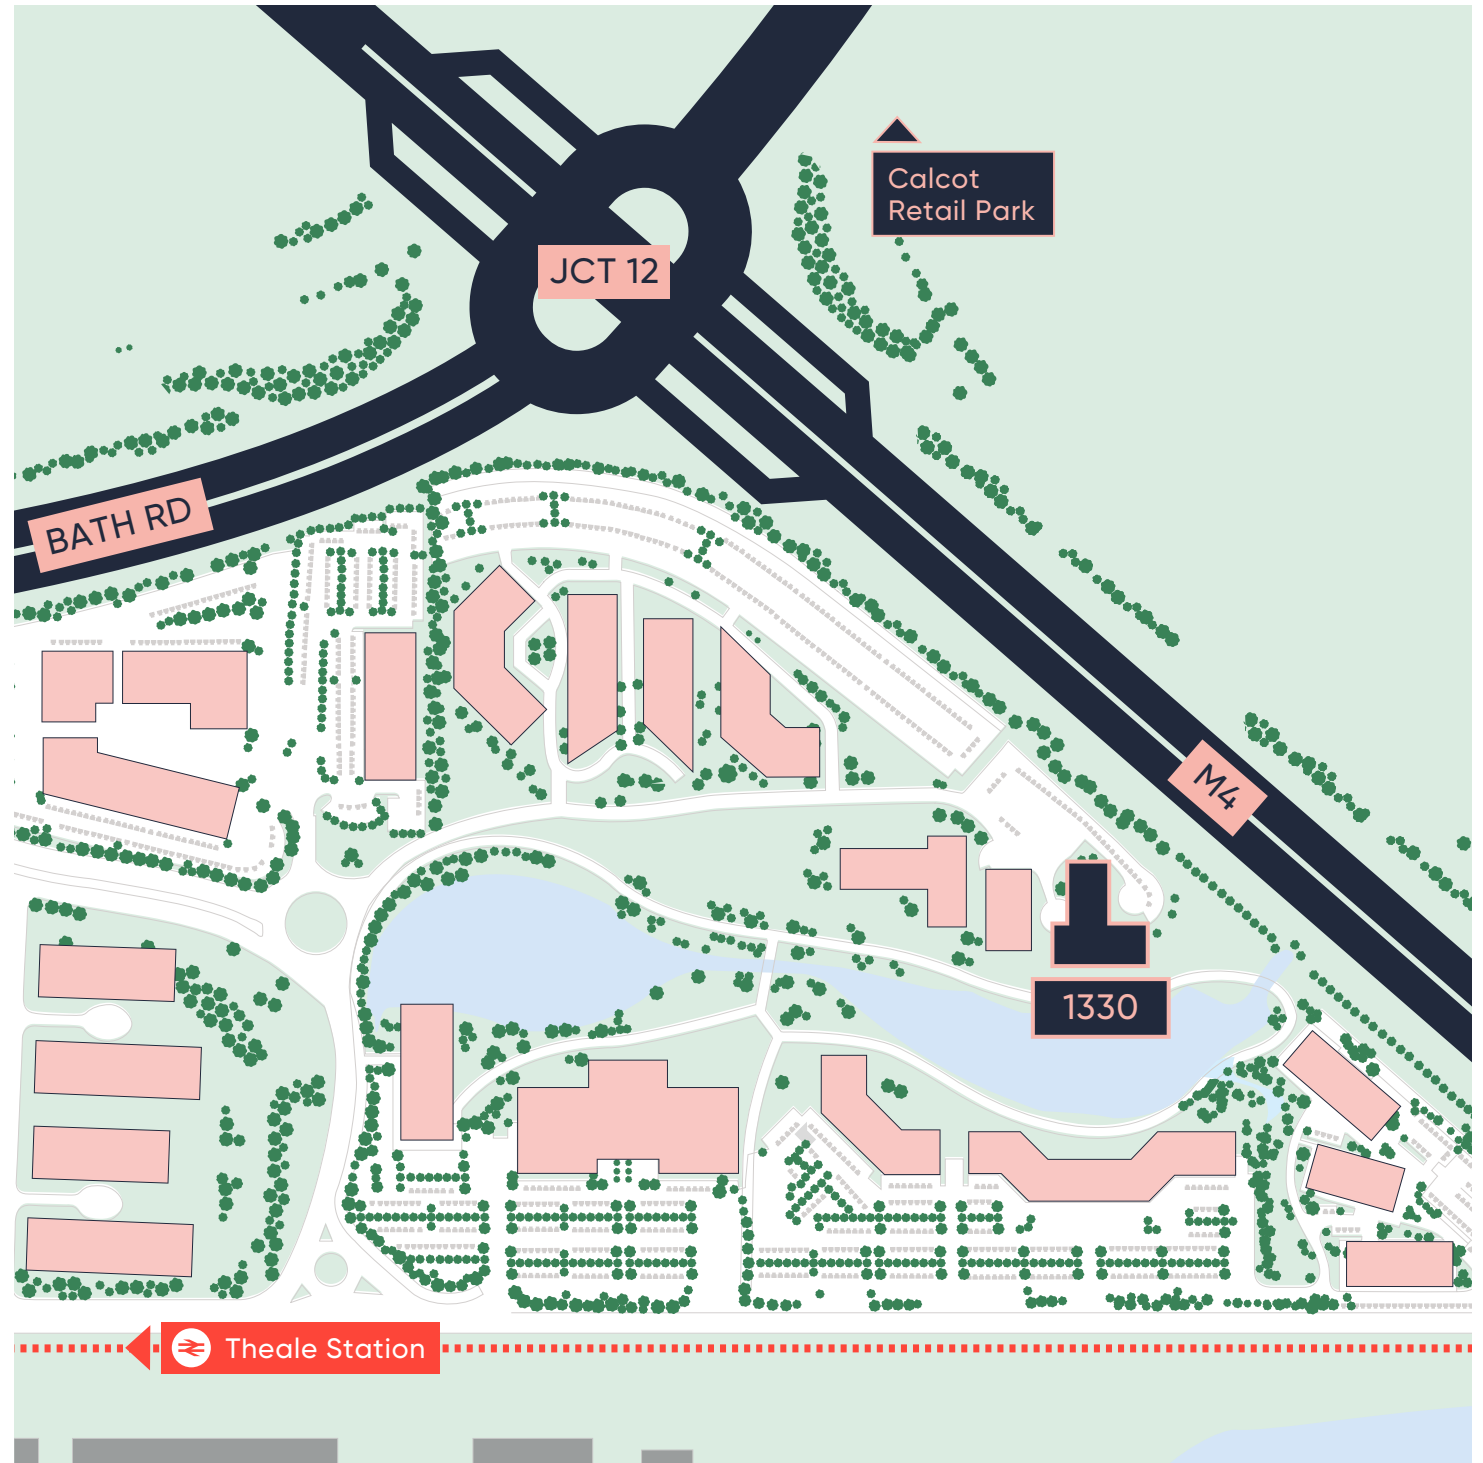 Calcot
Retail Park
JCT 12
BATH RD
M4
1330
Theale Station